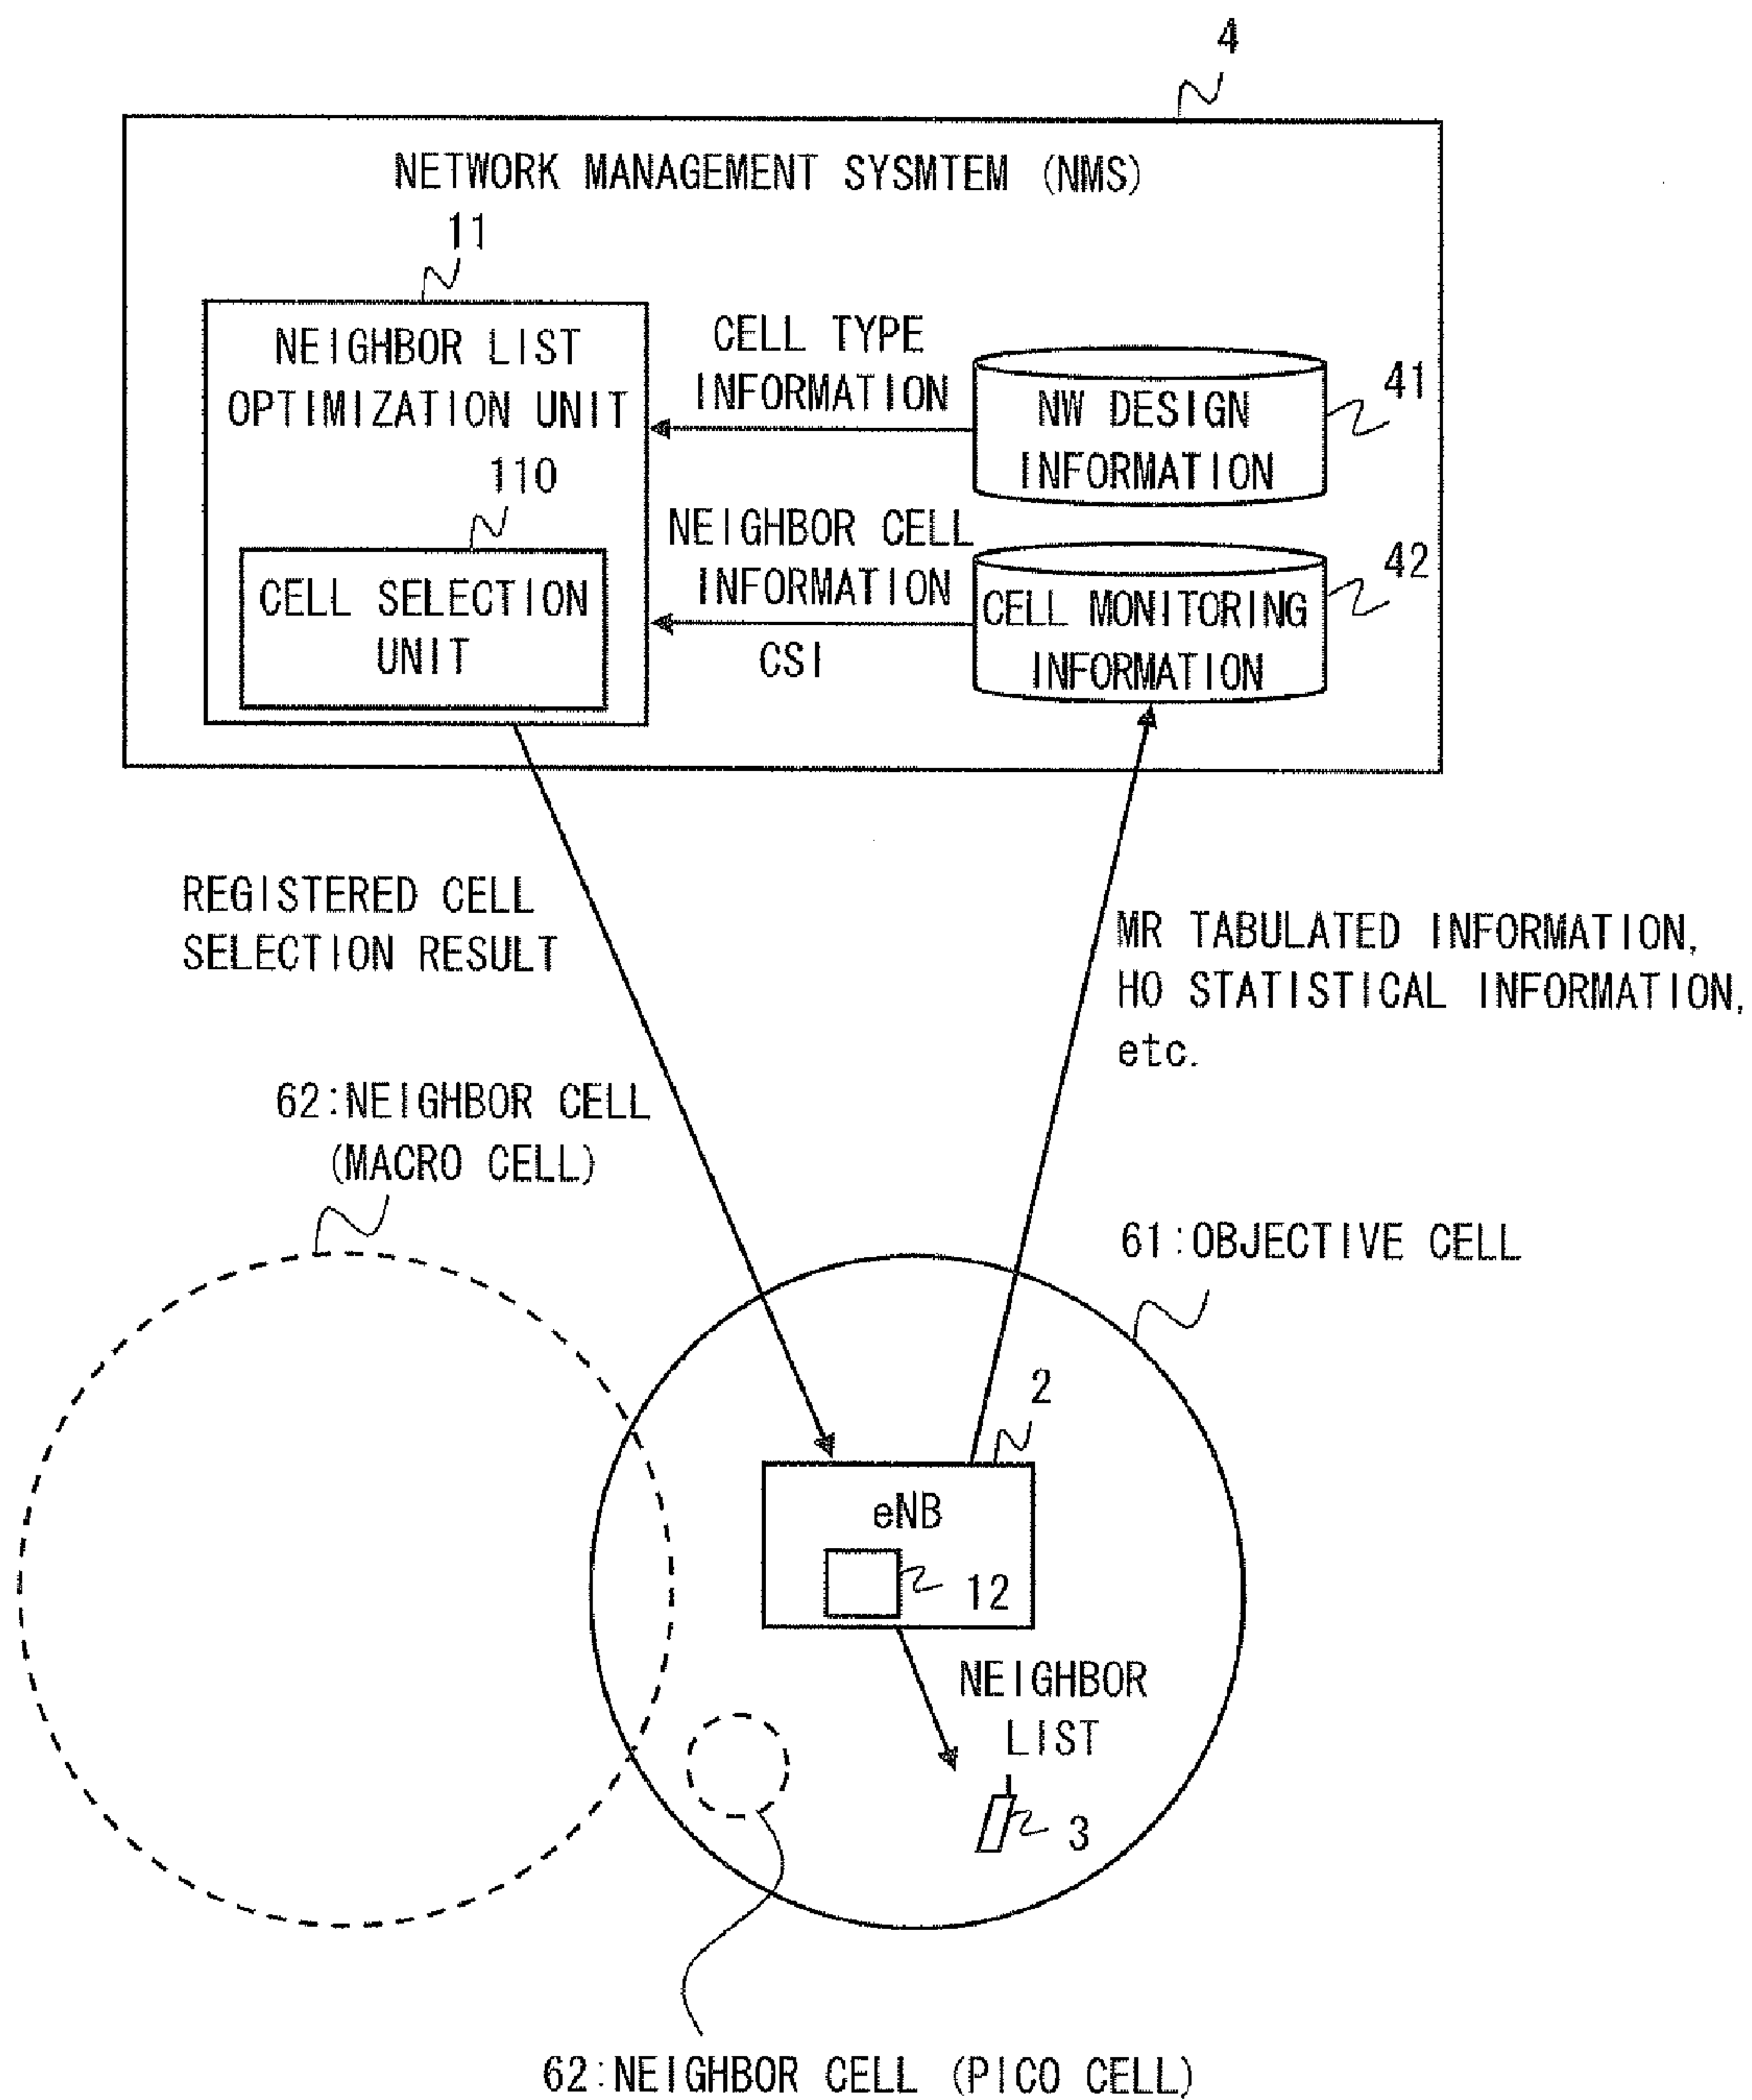 4
NETWORK MANAGEMENT SYSMTEM (NMS)
11
NEIGHBOR LIST
OPTIMIZATION UNIT
110
CELL SELECTION
UNIT
CELL TYPE
INFORMATION
NW DESIGN
INFORMATION
41
NEIGHBOR CELL
INFORMATION
CSI
CELL MONITORING
INFORMATION
42
REGISTERED CELL
SELECTION RESULT
MR TABULATED INFORMATION,
HO STATISTICAL INFORMATION,
etc.
62:NEIGHBOR CELL
(MACRO CELL)
61:OBJECTIVE CELL
2
eNB
12
NEIGHBOR
LIST
3
62:NEIGHBOR CELL (PICO CELL)